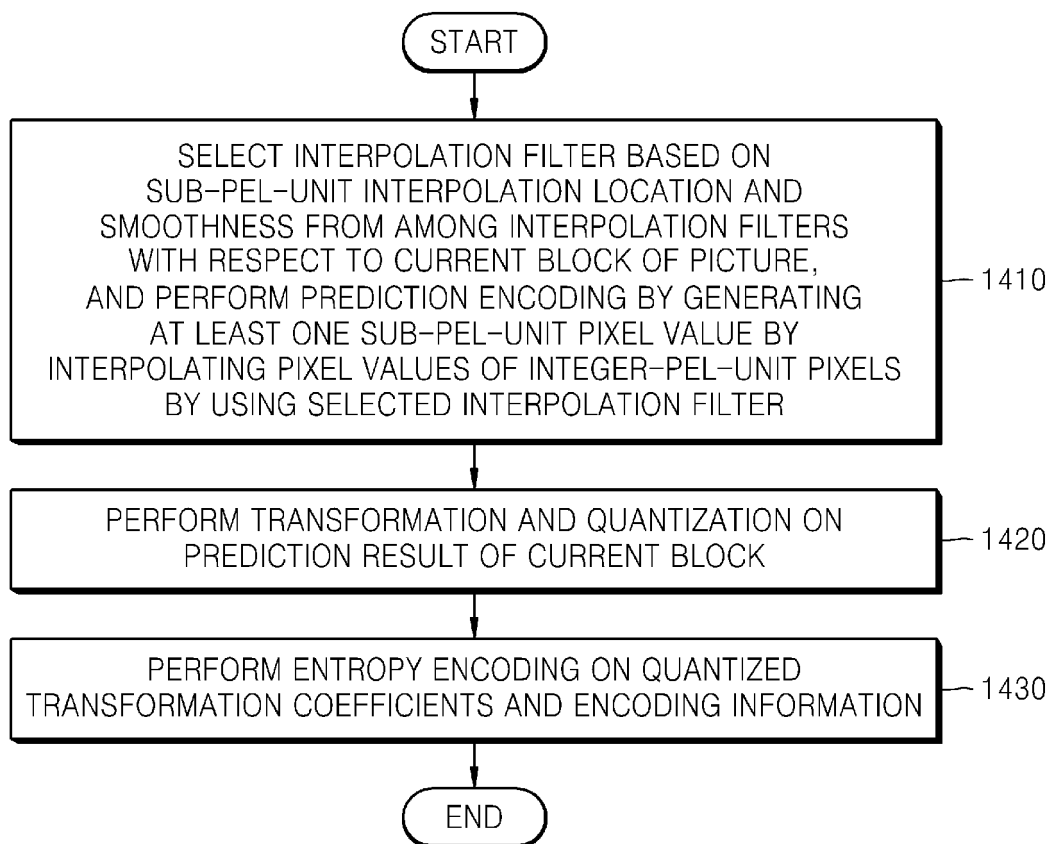 START
SELECT INTERPOLATION FILTER BASED ON
SUB-PEL-UNIT INTERPOLATION LOCATION AND
SMOOTHNESS FROM AMONG INTERPOLATION FILTERS
WITH RESPECT TO CURRENT BLOCK OF PICTURE,
AND PERFORM PREDICTION ENCODING BY GENERATING
AT LEAST ONE SUB-PEL-UNIT PIXEL VALUE BY
INTERPOLATING PIXEL VALUES OF INTEGER-PEL-UNIT PIXELS
BY USING SELECTED INTERPOLATION FILTER
1410
PERFORM TRANSFORMATION AND QUANTIZATION ON
PREDICTION RESULT OF CURRENT BLOCK
1420
PERFORM ENTROPY ENCODING ON QUANTIZED
TRANSFORMATION COEFFICIENTS AND ENCODING INFORMATION
1430
END